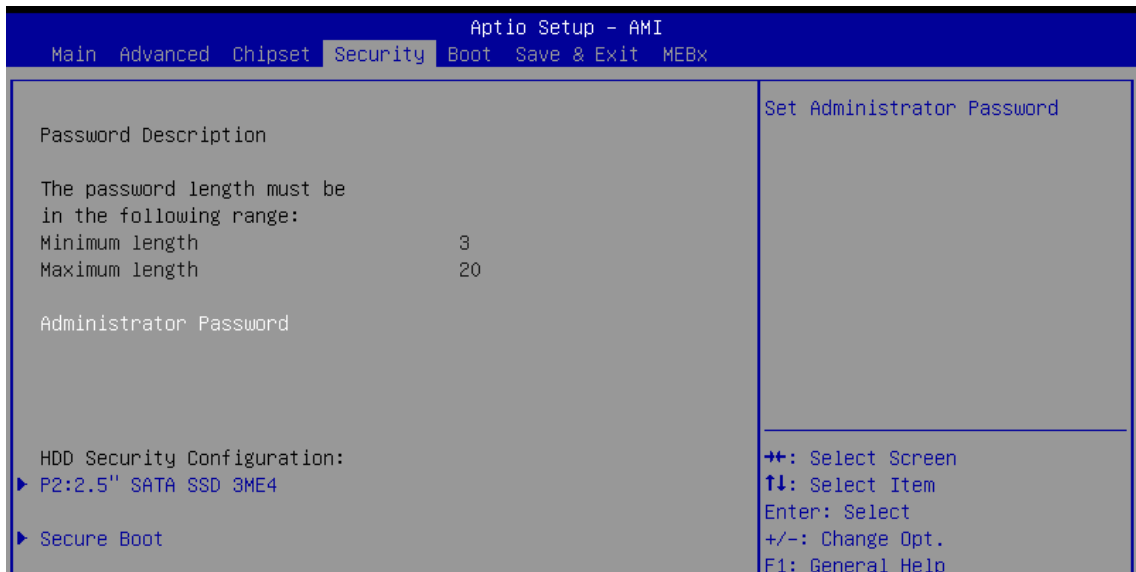 Aptio Setup – AMI
Main Advanced Chipset Security Boot Save & Exit MEBx
Password Description
The password length must be
in the following range:
Minimum length 3
Maximum length 20
Administrator Password
HDD Security Configuration:
▶ P2:2.5" SATA SSD 3ME4
▶ Secure Boot
Set Administrator Password
→←: Select Screen
↑↓: Select Item
Enter: Select
+/-: Change Opt.
F1: General Help